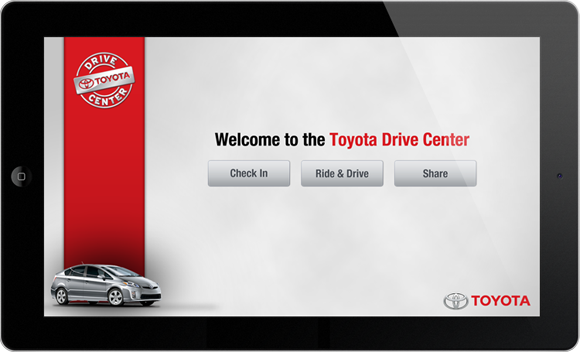 DRIVE
TOYOTA
CENTER
Welcome to the Toyota Drive Center
Check In
Ride & Drive
Share
TOYOTA